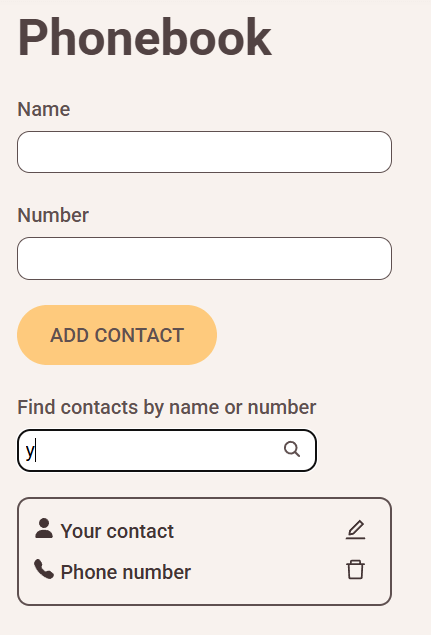 Phonebook
Name
Number
ADD CONTACT
Find contacts by name or number
y
Your contact
Phone number